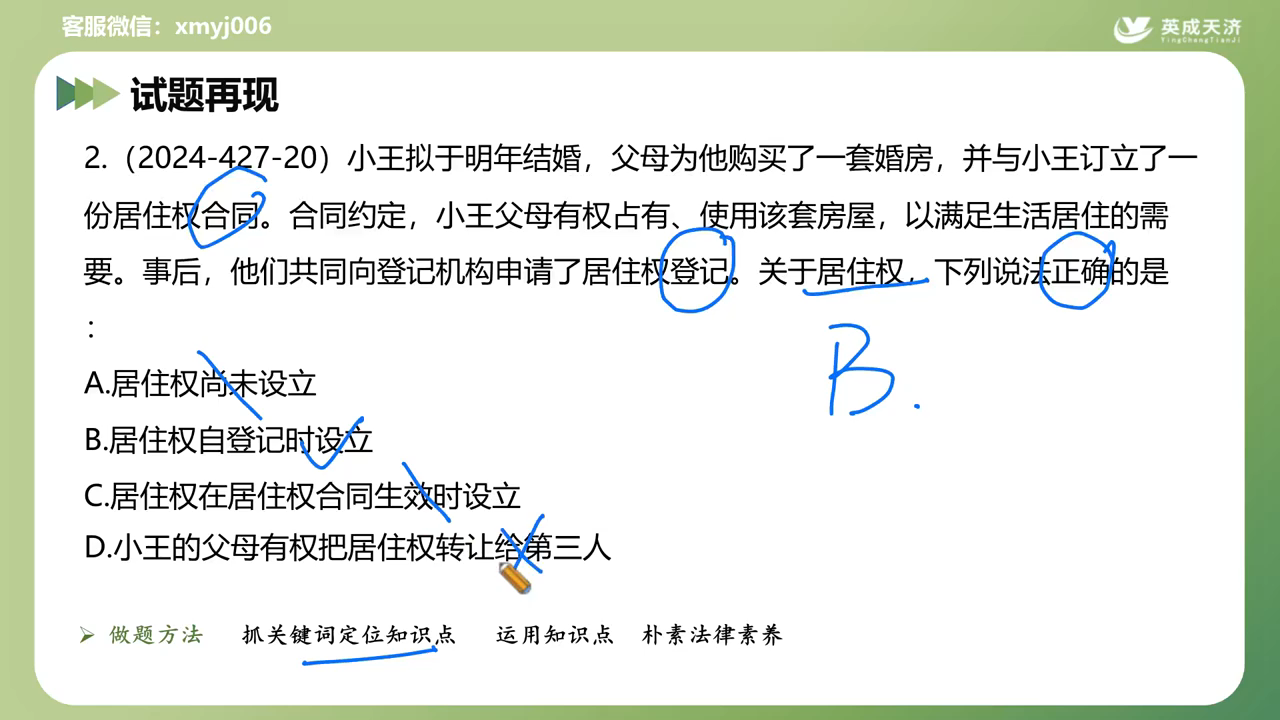 客服微信：xmyj006
英成天济
YingChengTianJi
试题再现
2.（2024-427-20）小王拟于明年结婚，父母为他购买了一套婚房，并与小王订立了一
份居住权合同。合同约定，小王父母有权占有、使用该套房屋，以满足生活居住的需
要。事后，他们共同向登记机构申请了居住权登记。关于居住权，下列说法正确的是
：
B.
A.居住权尚未设立
B.居住权自登记时设立
C.居住权在居住权合同生效时设立
D.小王的父母有权把居住权转让给第三人
做题方法 抓关键词定位知识点 运用知识点 朴素法律素养